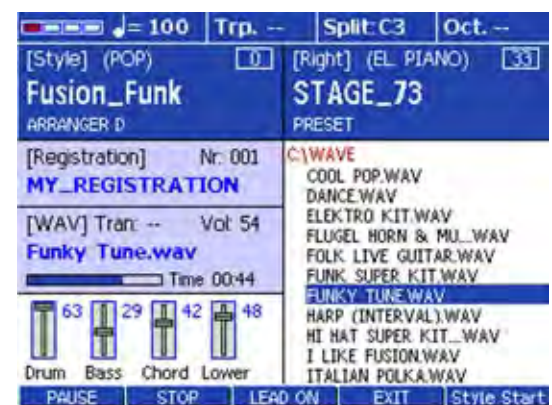 ♩= 100 Trp. -- Split: C3 Oct. --
[Style] (POP) 0
Fusion_Funk
ARRANGER D
[Right] (EL. PIANO) 33
STAGE_73
PRESET
[Registration] Nr: 001
MY_REGISTRATION
[WAV] Tran: -- Vol: 54
Funky Tune.wav
Time 00:44
63 29 42 48
Drum Bass Chord Lower
C:\WAVE
COOL POP.WAV
DANCE.WAV
ELEKTRO KIT.WAV
FLUGEL HORN & MU_.WAV
FOLK LIVE GUITAR.WAV
FUNK SUPER KIT.WAV
FUNKY TUNE.WAV
HARP (INTERVAL).WAV
HI HAT SUPER KIT_.WAV
I LIKE FUSION.WAV
ITALIAN POLKA.WAV
PAUSE STOP LEAD ON EXIT Style Start